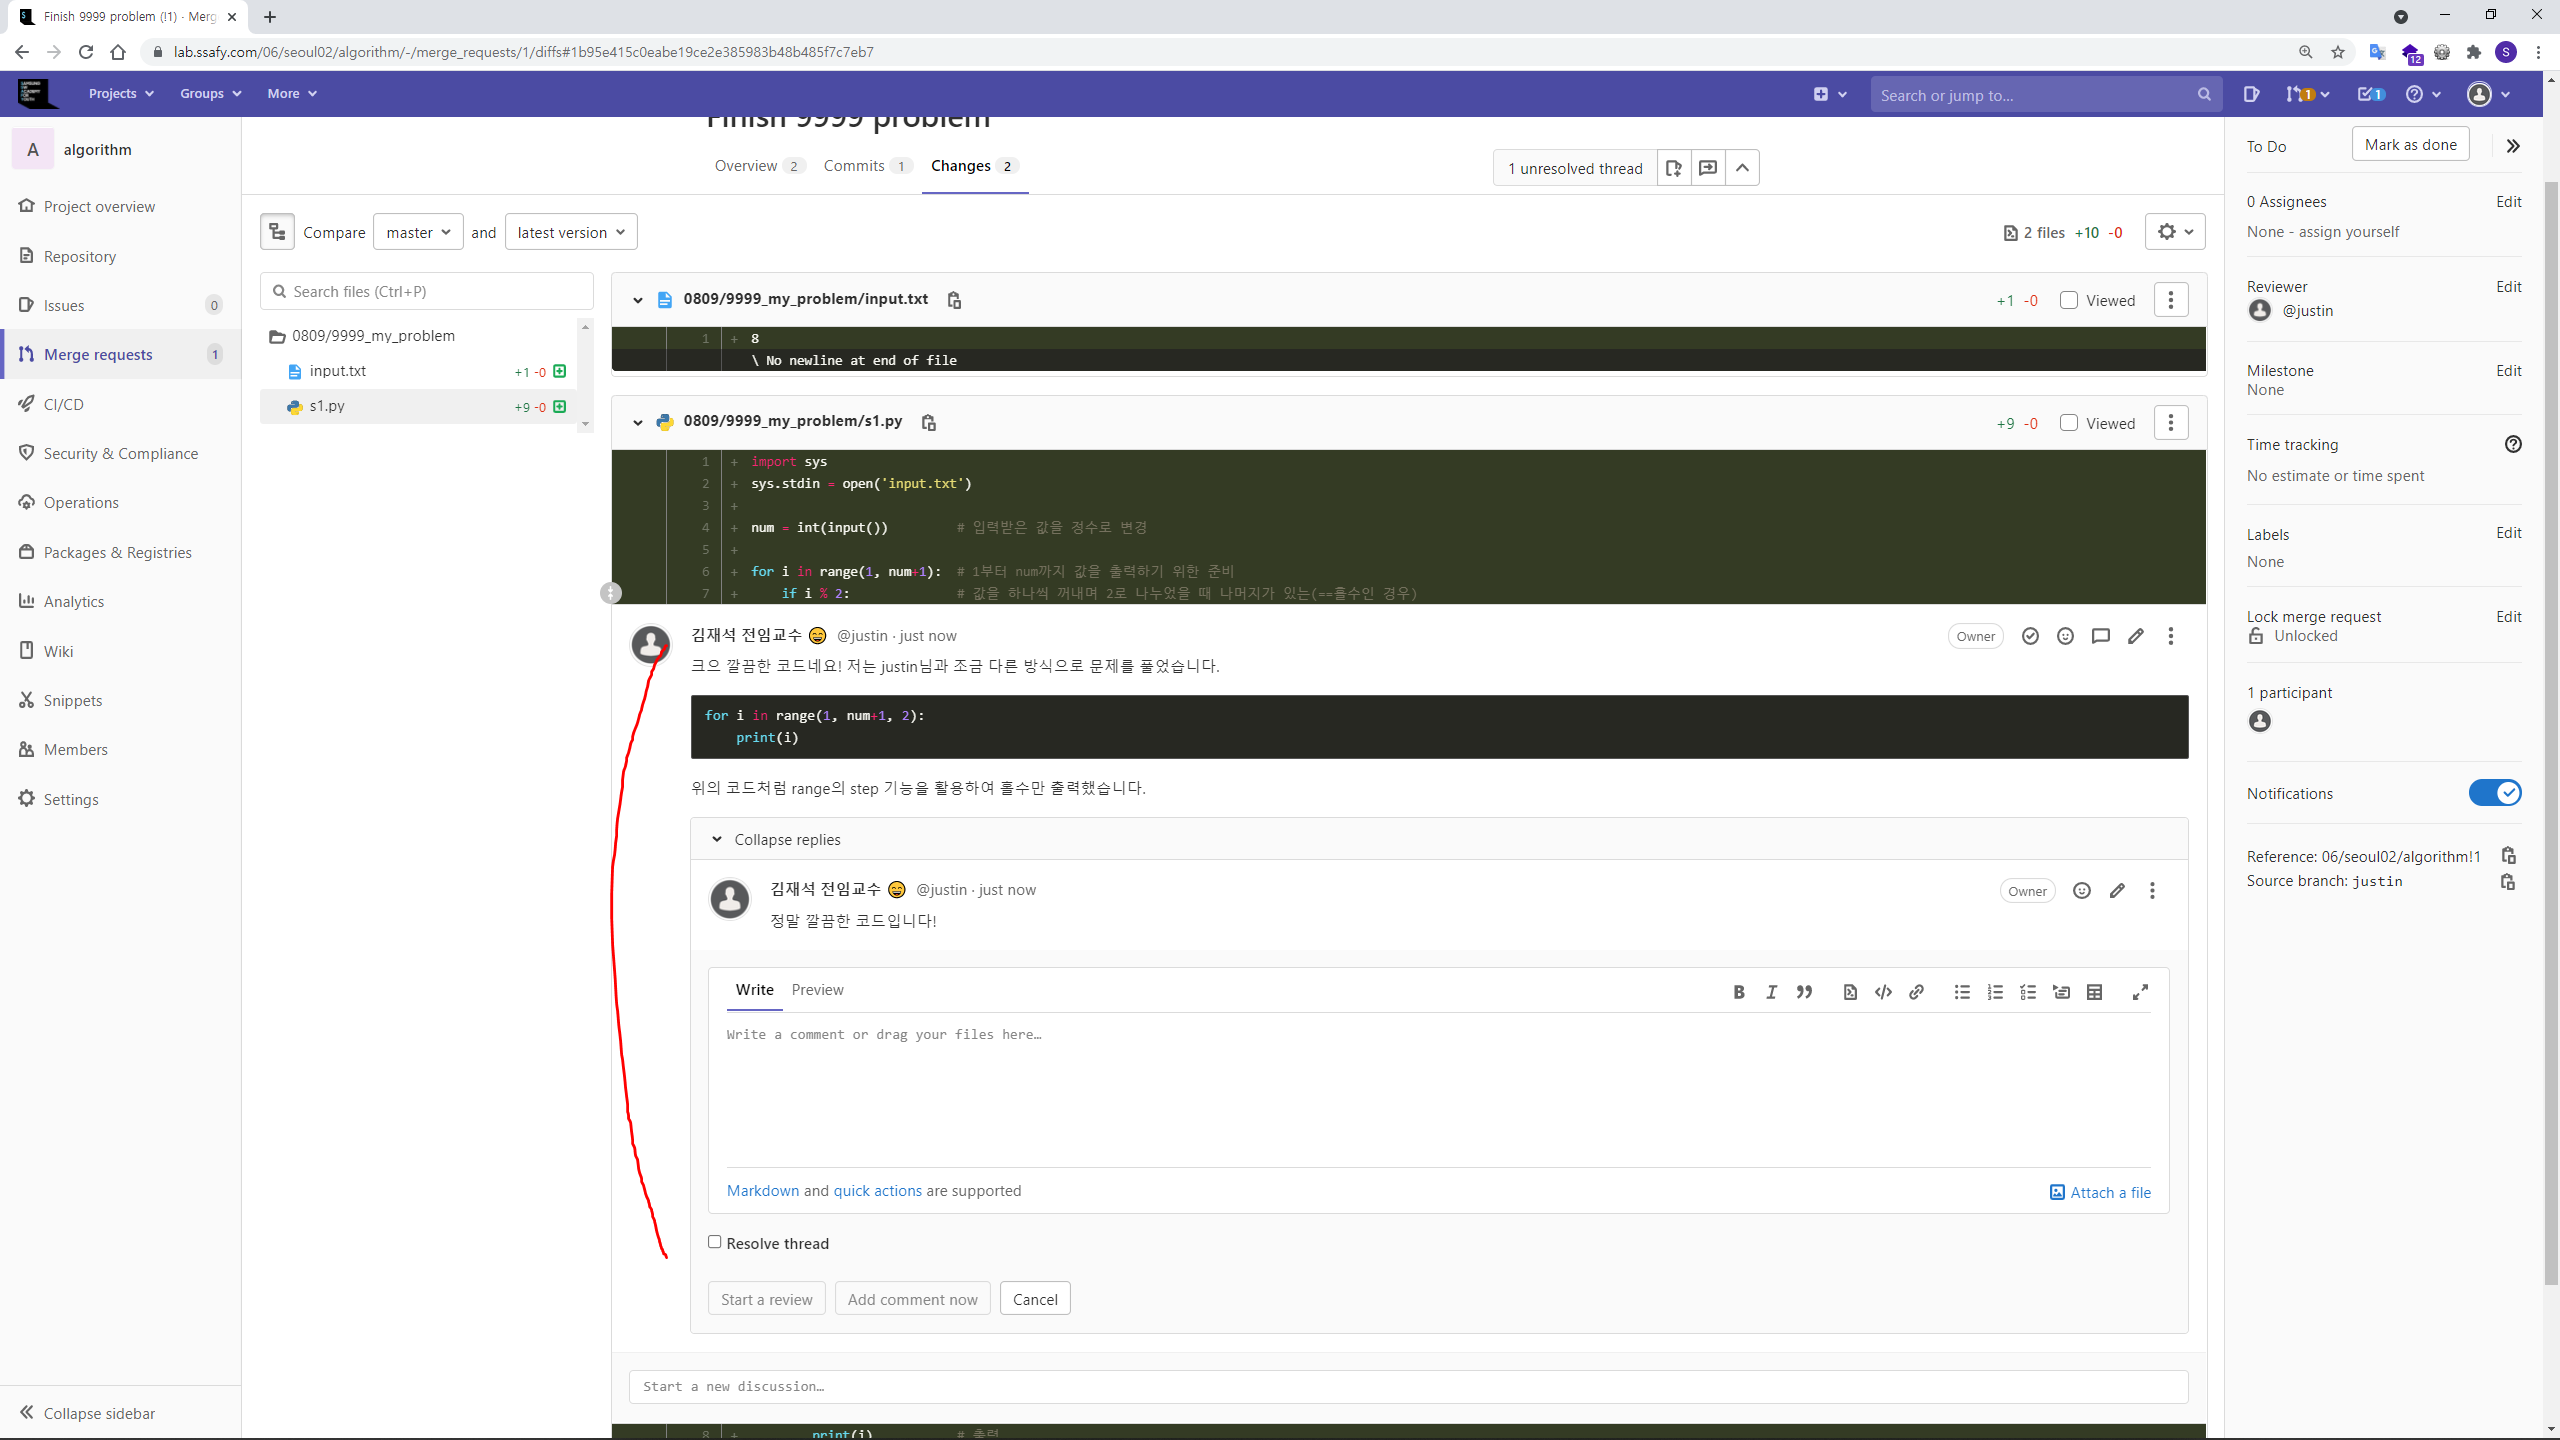 Finish 9999 problem (!1) · Merg
lab.ssafy.com/06/seoul02/algorithm/-/merge_requests/1/diffs#1b95e415c0eabe19ce2e385983b48b485f7c7eb7
12
S
SAMSUNG SW ACADEMY FOR YOUTH
Projects
Groups
More
Search or jump to...
1
1
A algorithm
Project overview
Repository
Issues 0
Merge requests 1
CI/CD
Security & Compliance
Operations
Packages & Registries
Analytics
Wiki
Snippets
Members
Settings
Collapse sidebar
Finish 9999 problem
Overview 2 Commits 1 Changes 2
1 unresolved thread
Compare master and latest version
2 files +10 -0
Search files (Ctrl+P)
0809/9999_my_problem
input.txt +1 -0
s1.py +9 -0
0809/9999_my_problem/input.txt +1 -0 Viewed
1 + 8
\ No newline at end of file
0809/9999_my_problem/s1.py +9 -0 Viewed
1 + import sys
2 + sys.stdin = open('input.txt')
3 +
4 + num = int(input()) # 입력받은 값을 정수로 변경
5 +
6 + for i in range(1, num+1): # 1부터 num까지 값을 출력하기 위한 준비
7 + if i % 2: # 값을 하나씩 꺼내며 2로 나누었을 때 나머지가 있는(==홀수인 경우)
김재석 전임교수 😄 @justin · just now Owner
크으 깔끔한 코드네요! 저는 justin님과 조금 다른 방식으로 문제를 풀었습니다.
for i in range(1, num+1, 2):
print(i)
위의 코드처럼 range의 step 기능을 활용하여 홀수만 출력했습니다.
Collapse replies
김재석 전임교수 😄 @justin · just now Owner
정말 깔끔한 코드입니다!
Write Preview
Write a comment or drag your files here…
Markdown and quick actions are supported Attach a file
Resolve thread
Start a review Add comment now Cancel
Start a new discussion…
8 + print(i) # 출력
To Do Mark as done
0 Assignees Edit
None - assign yourself
Reviewer Edit
@justin
Milestone Edit
None
Time tracking
No estimate or time spent
Labels Edit
None
Lock merge request Edit
Unlocked
1 participant
Notifications
Reference: 06/seoul02/algorithm!1
Source branch: justin